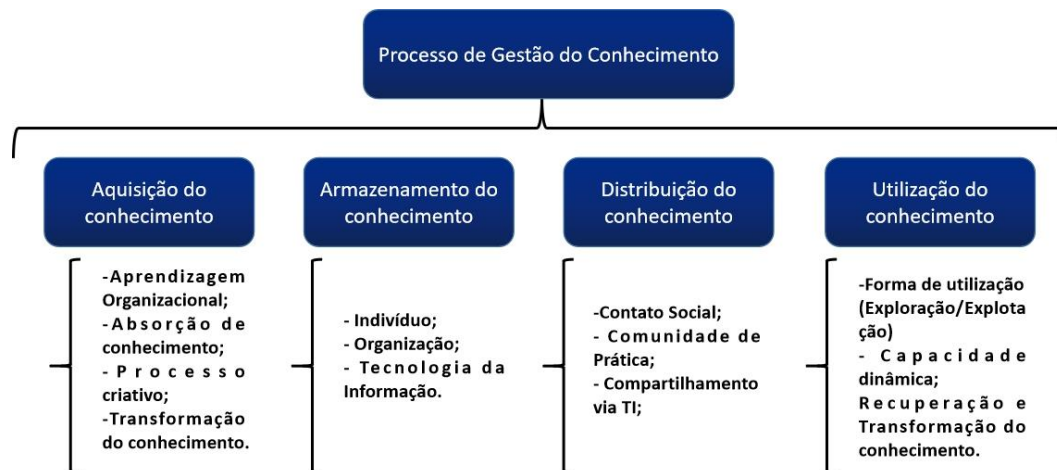 Processo de Gestão do Conhecimento
Aquisição do
conhecimento
-Aprendizagem
Organizacional;
-Absorção de
conhecimento;
- Processo
criativo;
-Transformação
do conhecimento.
Armazenamento do
conhecimento
- Indivíduo;
- Organização;
- Tecnologia da
Informação.
Distribuição do
conhecimento
-Contato Social;
- Comunidade de
Prática;
- Compartilhamento
via TI;
Utilização do
conhecimento
-Forma de utilização
(Exploração/Explota
ção)
- Capacidade
dinâmica;
Recuperação e
Transformação do
conhecimento.